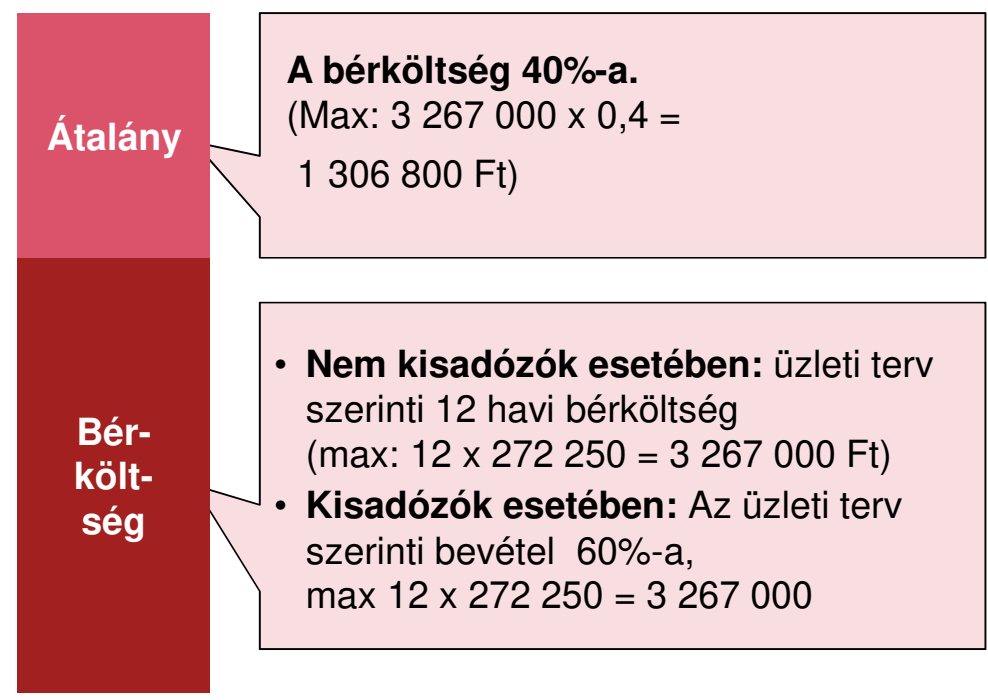 Átalány
A bérköltség 40%-a.
(Max: 3 267 000 x 0,4 =
1 306 800 Ft)
Bér-
költ-
ség
• Nem kisadózók esetében: üzleti terv
szerinti 12 havi bérköltség
(max: 12 x 272 250 = 3 267 000 Ft)
• Kisadózók esetében: Az üzleti terv
szerinti bevétel 60%-a,
max 12 x 272 250 = 3 267 000